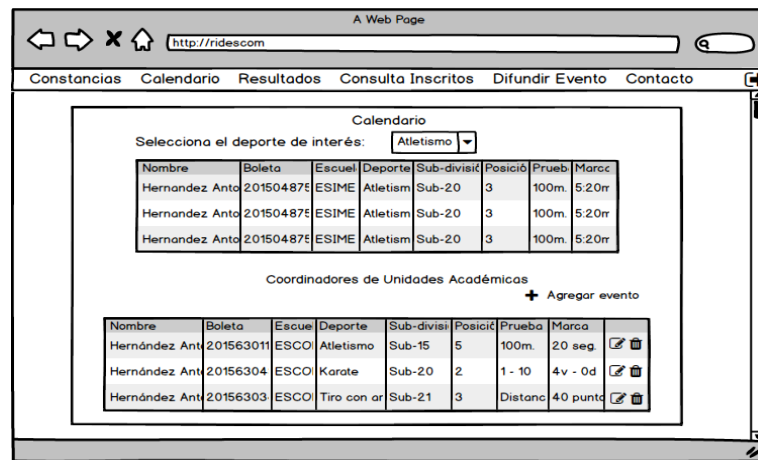 A Web Page
http://ridescom
Constancias Calendario Resultados Consulta Inscritos Difundir Evento Contacto
Calendario
Selecciona el deporte de interés: Atletismo
Nombre Boleta Escuel Deporte Sub-divisió Posició Prueb Marca
Hernandez Anto 201504875 ESIME Atletism Sub-20 3 100m. 5:20m
Hernandez Anto 201504875 ESIME Atletism Sub-20 3 100m. 5:20m
Hernandez Anto 201504875 ESIME Atletism Sub-20 3 100m. 5:20m
Coordinadores de Unidades Académicas
Agregar evento
Nombre Boleta Escue Deporte Sub-divisi Posició Prueba Marca
Hernández Anto 201563011 ESCO Atletismo Sub-15 5 100m. 20 seg.
Hernández Anto 20156304 ESCO Karate Sub-20 2 1 - 10 4v - 0d
Hernández Anto 20156303 ESCO Tiro con ar Sub-21 3 Distanc 40 punto